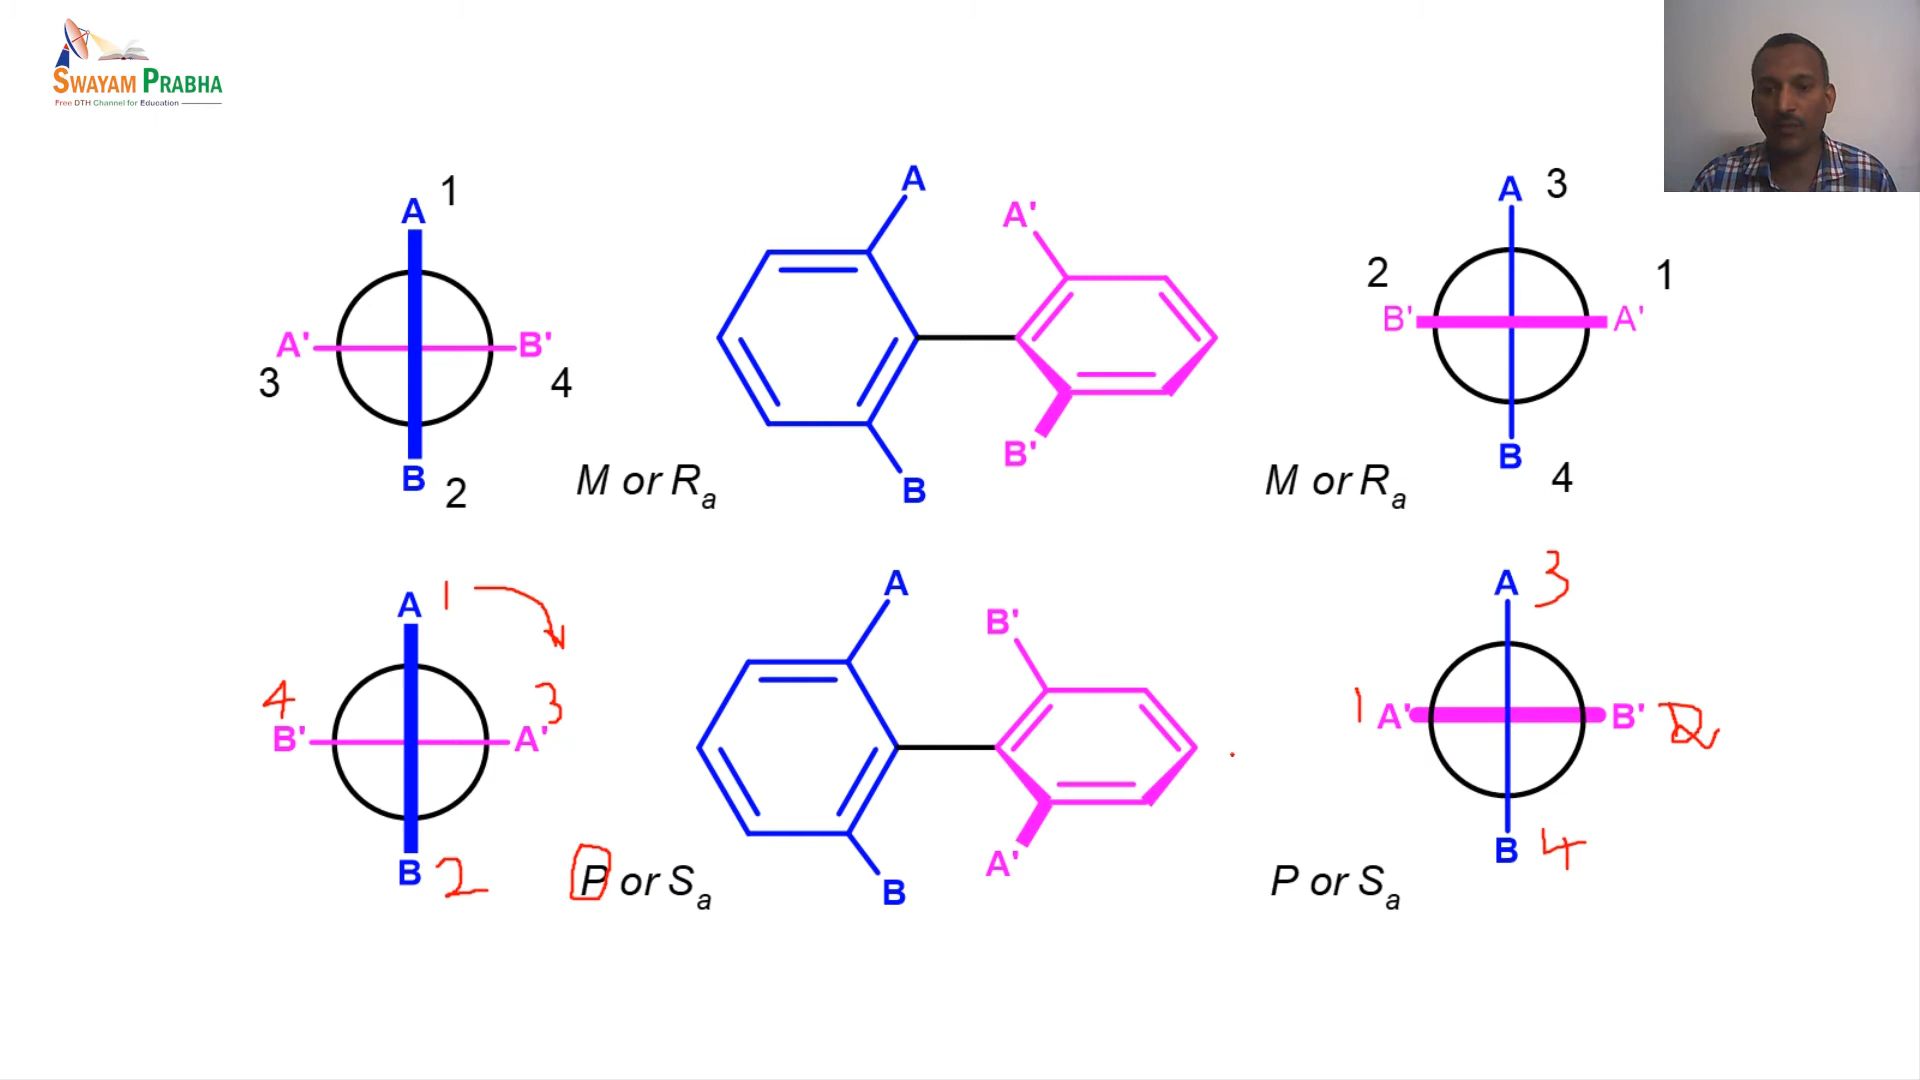 SWAYAM PRABHA
Free DTH Channel for Education
A 1
A' B'
3 4
B 2
M or Ra
A
A'
B'
B
A 3
2 1
B' A'
B 4
M or Ra
A 1
4 3
B' A'
B 2
P or Sa
A
B'
A'
B
A 3
1 A' B' 2
B 4
P or Sa